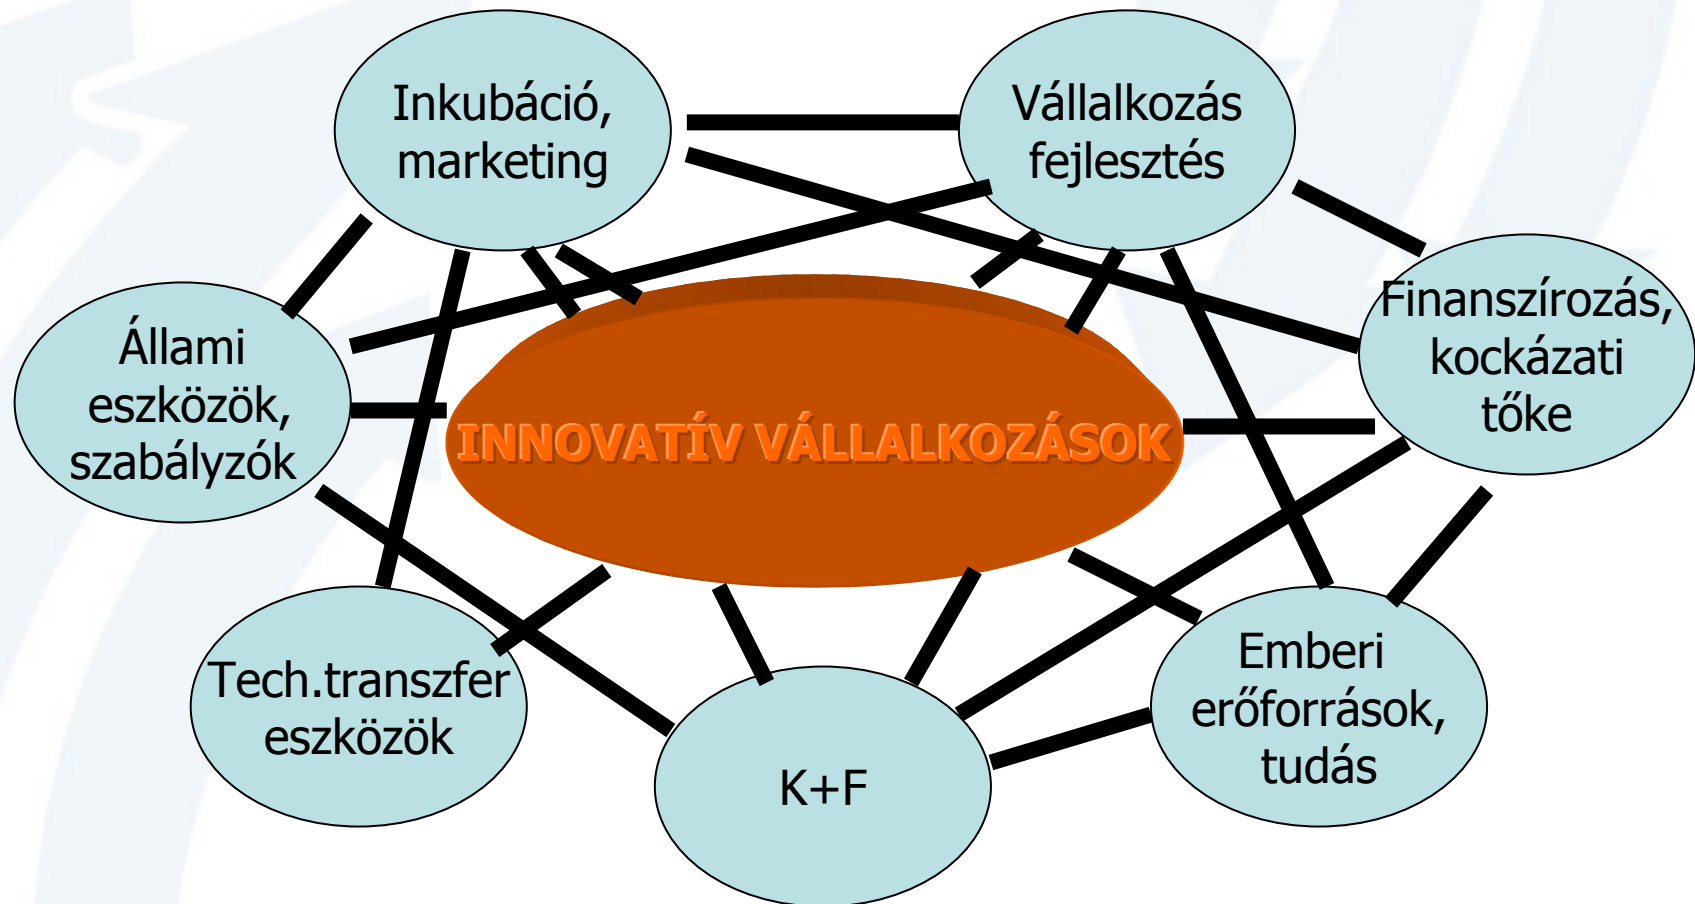 Inkubáció,
marketing
Vállalkozás
fejlesztés
Állami
eszközök,
szabályzók
INNOVATÍV VÁLLALKOZÁSOK
Finanszírozás,
kockázati
tőke
Tech.transzfer
eszközök
K+F
Emberi
erőforrások,
tudás